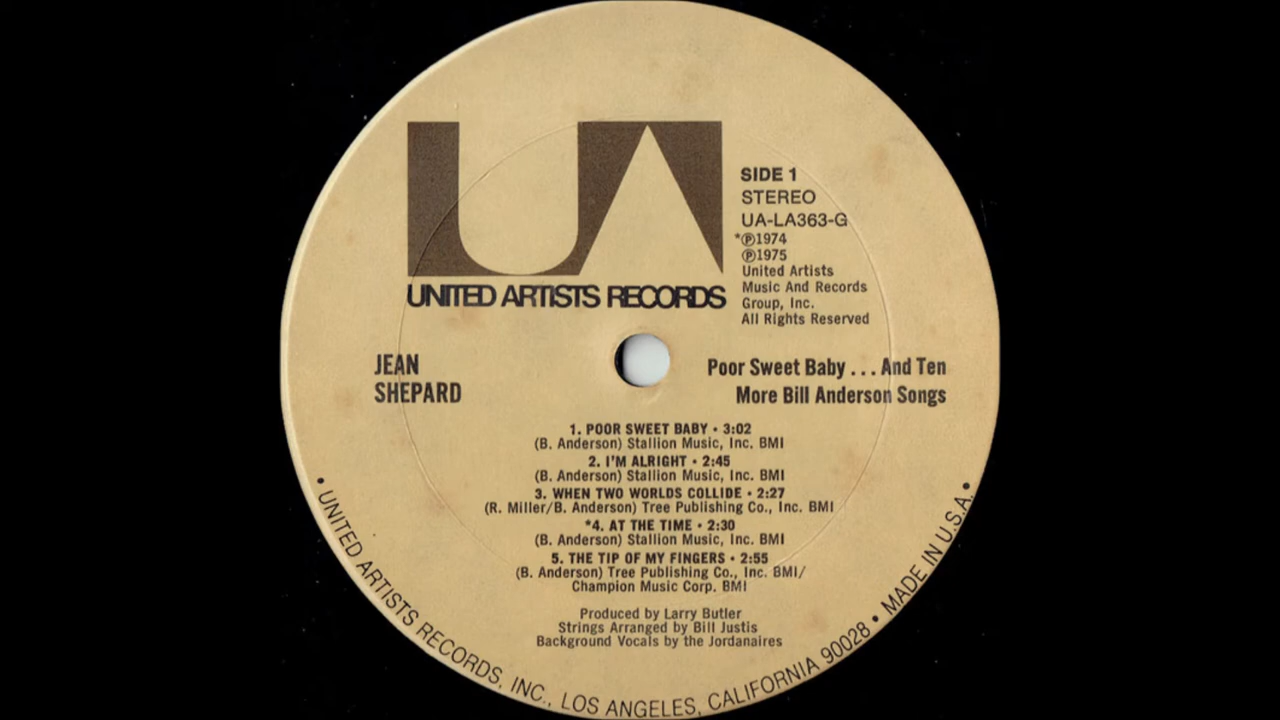 UA
UNITED ARTISTS RECORDS
SIDE 1
STEREO
UA-LA363-G
*℗1974
℗1975
United Artists
Music And Records
Group, Inc.
All Rights Reserved
JEAN
SHEPARD
Poor Sweet Baby . . . And Ten
More Bill Anderson Songs
1. POOR SWEET BABY • 3:02
(B. Anderson) Stallion Music, Inc. BMI
2. I'M ALRIGHT • 2:45
(B. Anderson) Stallion Music, Inc. BMI
3. WHEN TWO WORLDS COLLIDE • 2:27
(R. Miller/B. Anderson) Tree Publishing Co., Inc. BMI
*4. AT THE TIME • 2:30
(B. Anderson) Stallion Music, Inc. BMI
5. THE TIP OF MY FINGERS • 2:55
(B. Anderson) Tree Publishing Co., Inc. BMI/
Champion Music Corp. BMI
Produced by Larry Butler
Strings Arranged by Bill Justis
Background Vocals by the Jordanaires
• UNITED ARTISTS RECORDS, INC., LOS ANGELES, CALIFORNIA 90028 • MADE IN U.S.A. •